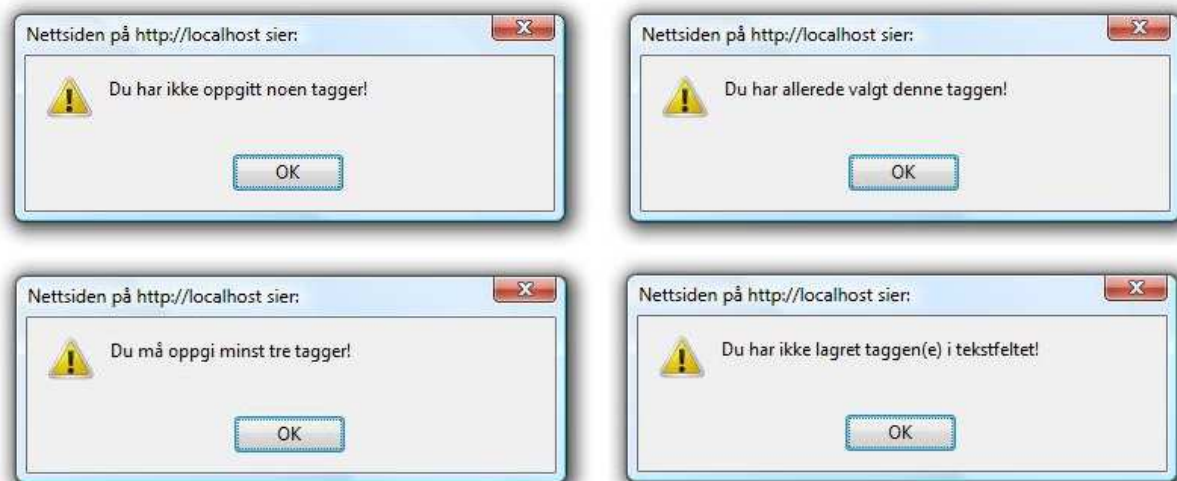 Nettsiden på http://localhost sier:
Du har ikke oppgitt noen tagger!
OK
Nettsiden på http://localhost sier:
Du har allerede valgt denne taggen!
OK
Nettsiden på http://localhost sier:
Du må oppgi minst tre tagger!
OK
Nettsiden på http://localhost sier:
Du har ikke lagret taggen(e) i tekstfeltet!
OK